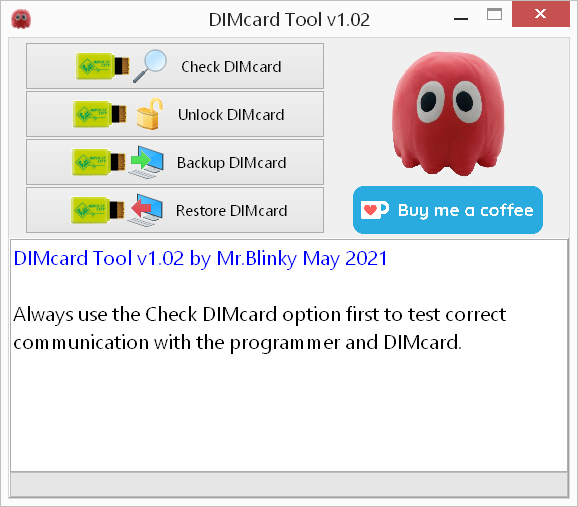 DIMcard Tool v1.02
Check DIMcard
Unlock DIMcard
Backup DIMcard
Restore DIMcard
Buy me a coffee
DIMcard Tool v1.02 by Mr.Blinky May 2021
Always use the Check DIMcard option first to test correct
communication with the programmer and DIMcard.